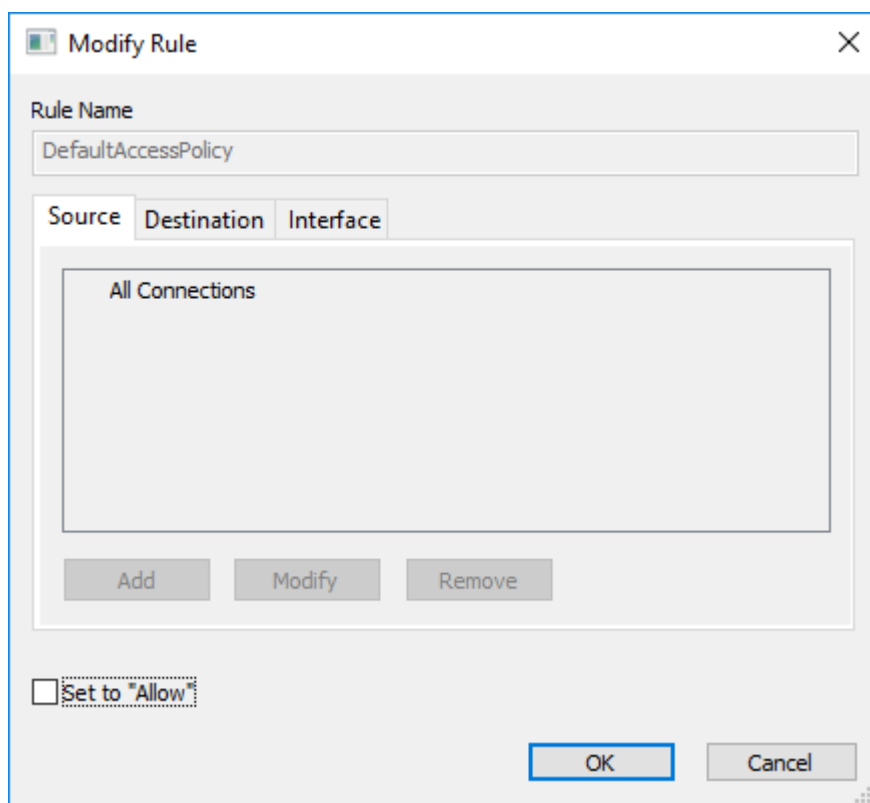 Modify Rule
Rule Name
DefaultAccessPolicy
Source Destination Interface
All Connections
Add Modify Remove
Set to "Allow"
OK Cancel